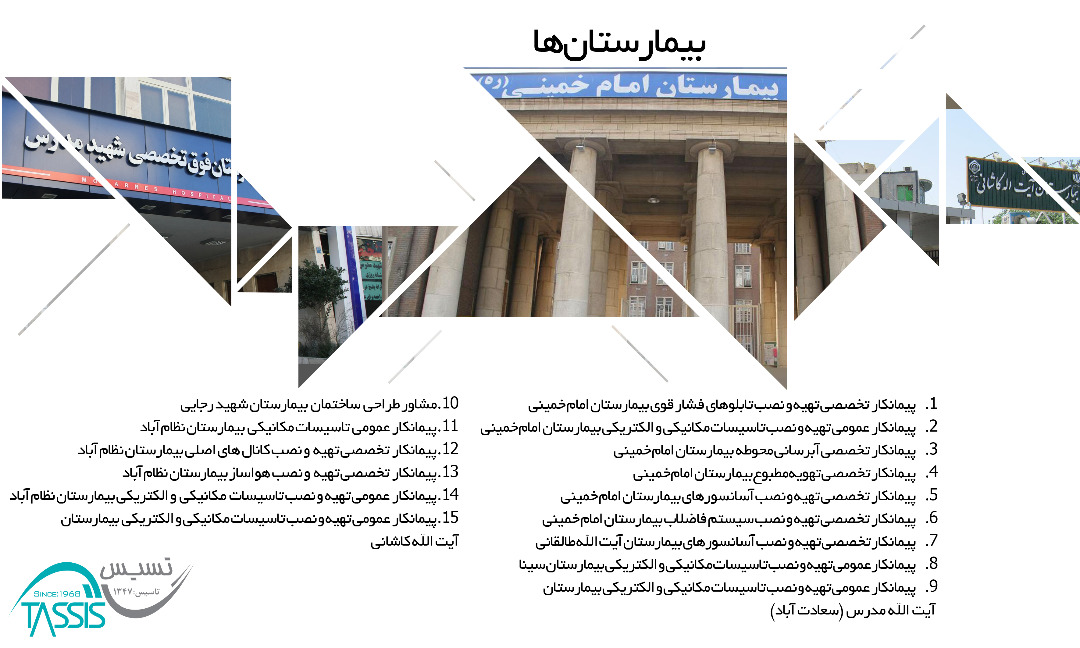 بیمارستان‌ها
بیمارستان امام خمینی (ره)
ستان فوق تخصصی شهید مدرس
MODARRES HOSPITAL
بیمارستان آیت اله کاشانی
1. پیمانکار تخصصی تهیه و نصب تابلوهای فشار قوی بیمارستان امام خمینی
2. پیمانکار عمومی تهیه و نصب تاسیسات مکانیکی و الکتریکی بیمارستان امام خمینی
3. پیمانکار تخصصی آبرسانی محوطه بیمارستان امام خمینی
4. پیمانکار تخصصی تهویه مطبوع بیمارستان امام خمینی
5. پیمانکار تخصصی تهیه و نصب آسانسورهای بیمارستان امام خمینی
6. پیمانکار تخصصی تهیه و نصب سیستم فاضلاب بیمارستان امام خمینی
7. پیمانکار تخصصی تهیه و نصب آسانسورهای بیمارستان آیت الله طالقانی
8. پیمانکار عمومی تهیه و نصب تاسیسات مکانیکی و الکتریکی بیمارستان سینا
9. پیمانکار عمومی تهیه و نصب تاسیسات مکانیکی و الکتریکی بیمارستان
آیت الله مدرس (سعادت آباد)
10. مشاور طراحی ساختمان بیمارستان شهید رجایی
11. پیمانکار عمومی تاسیسات مکانیکی بیمارستان نظام آباد
12. پیمانکار تخصصی تهیه و نصب کانال های اصلی بیمارستان نظام آباد
13. پیمانکار تخصصی تهیه و نصب هواساز بیمارستان نظام آباد
14. پیمانکار عمومی تهیه و نصب تاسیسات مکانیکی و الکتریکی بیمارستان نظام آباد
15. پیمانکار عمومی تهیه و نصب تاسیسات مکانیکی و الکتریکی بیمارستان
آیت الله کاشانی
تسیس
تاسیس: ۱۳۴۷
SINCE:1968
TASSIS